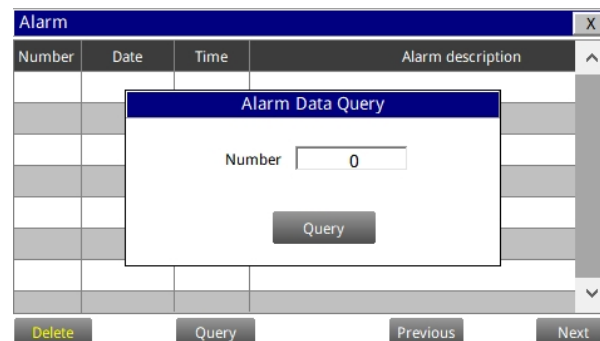 Alarm X
Number Date Time Alarm description
Alarm Data Query
Number 0
Query
Delete Query Previous Next